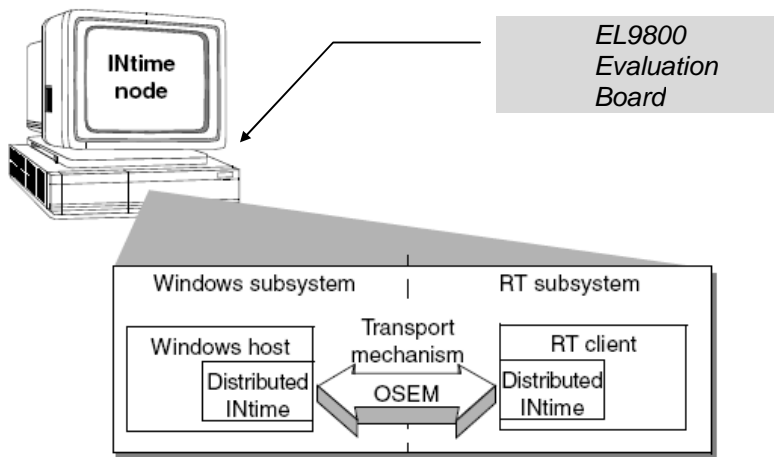 INtime
node
EL9800
Evaluation
Board
Windows subsystem
RT subsystem
Transport
mechanism
Windows host
RT client
Distributed
INtime
OSEM
Distributed
INtime